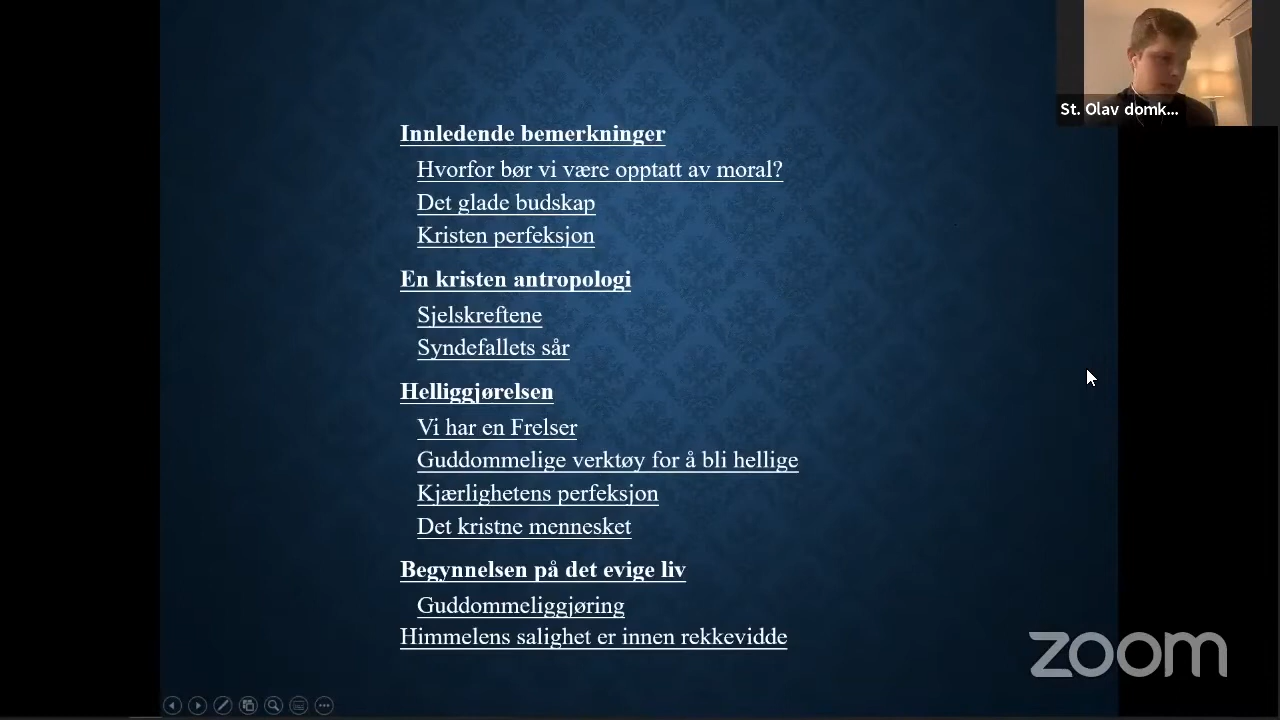 St. Olav domk...
Innledende bemerkninger
Hvorfor bør vi være opptatt av moral?
Det glade budskap
Kristen perfeksjon
En kristen antropologi
Sjelskreftene
Syndefallets sår
Helliggjørelsen
Vi har en Frelser
Guddommelige verktøy for å bli hellige
Kjærlighetens perfeksjon
Det kristne mennesket
Begynnelsen på det evige liv
Guddommeliggjøring
Himmelens salighet er innen rekkevidde
zoom